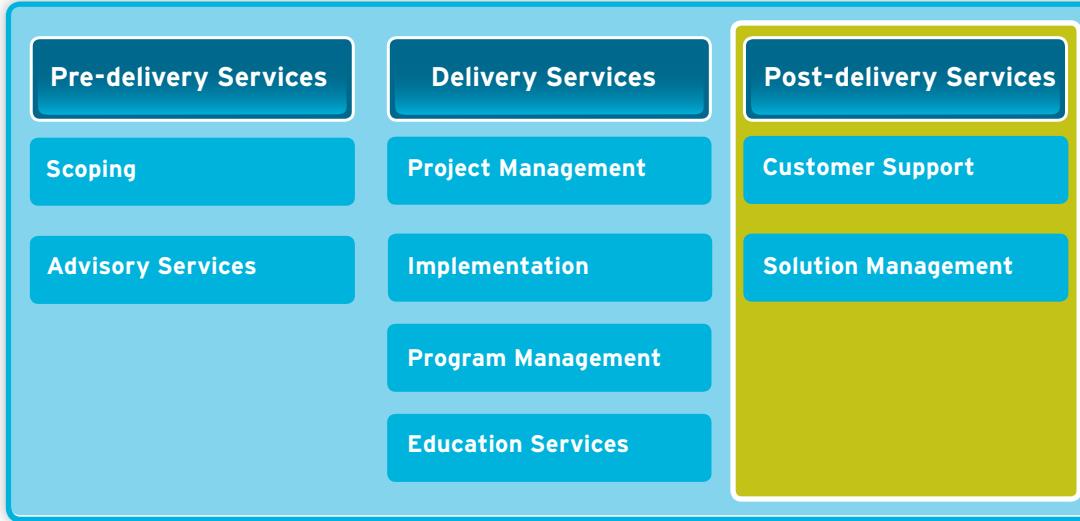 Pre-delivery Services
Scoping
Advisory Services
Delivery Services
Project Management
Implementation
Program Management
Education Services
Post-delivery Services
Customer Support
Solution Management